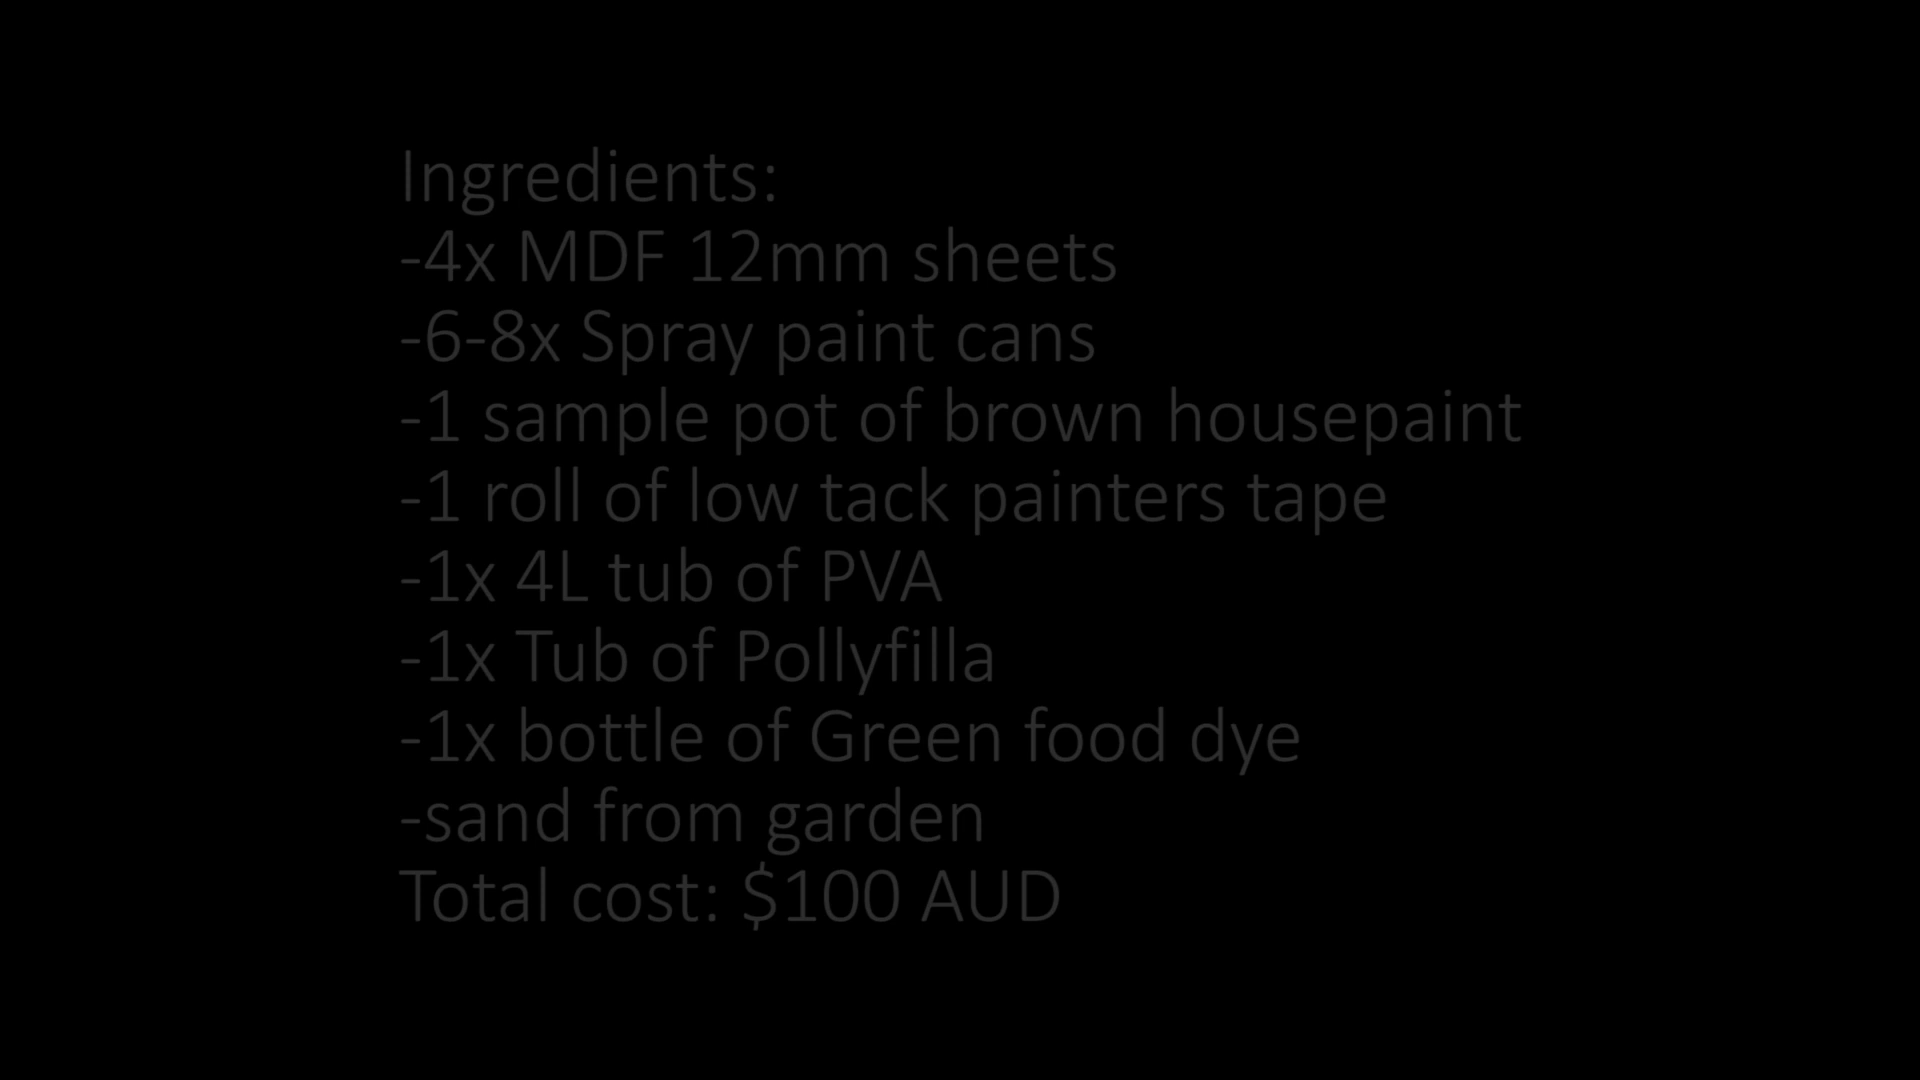 Ingredients:
-4x MDF 12mm sheets
-6-8x Spray paint cans
-1 sample pot of brown housepaint
-1 roll of low tack painters tape
-1x 4L tub of PVA
-1x Tub of Pollyfilla
-1x bottle of Green food dye
-sand from garden
Total cost: $100 AUD